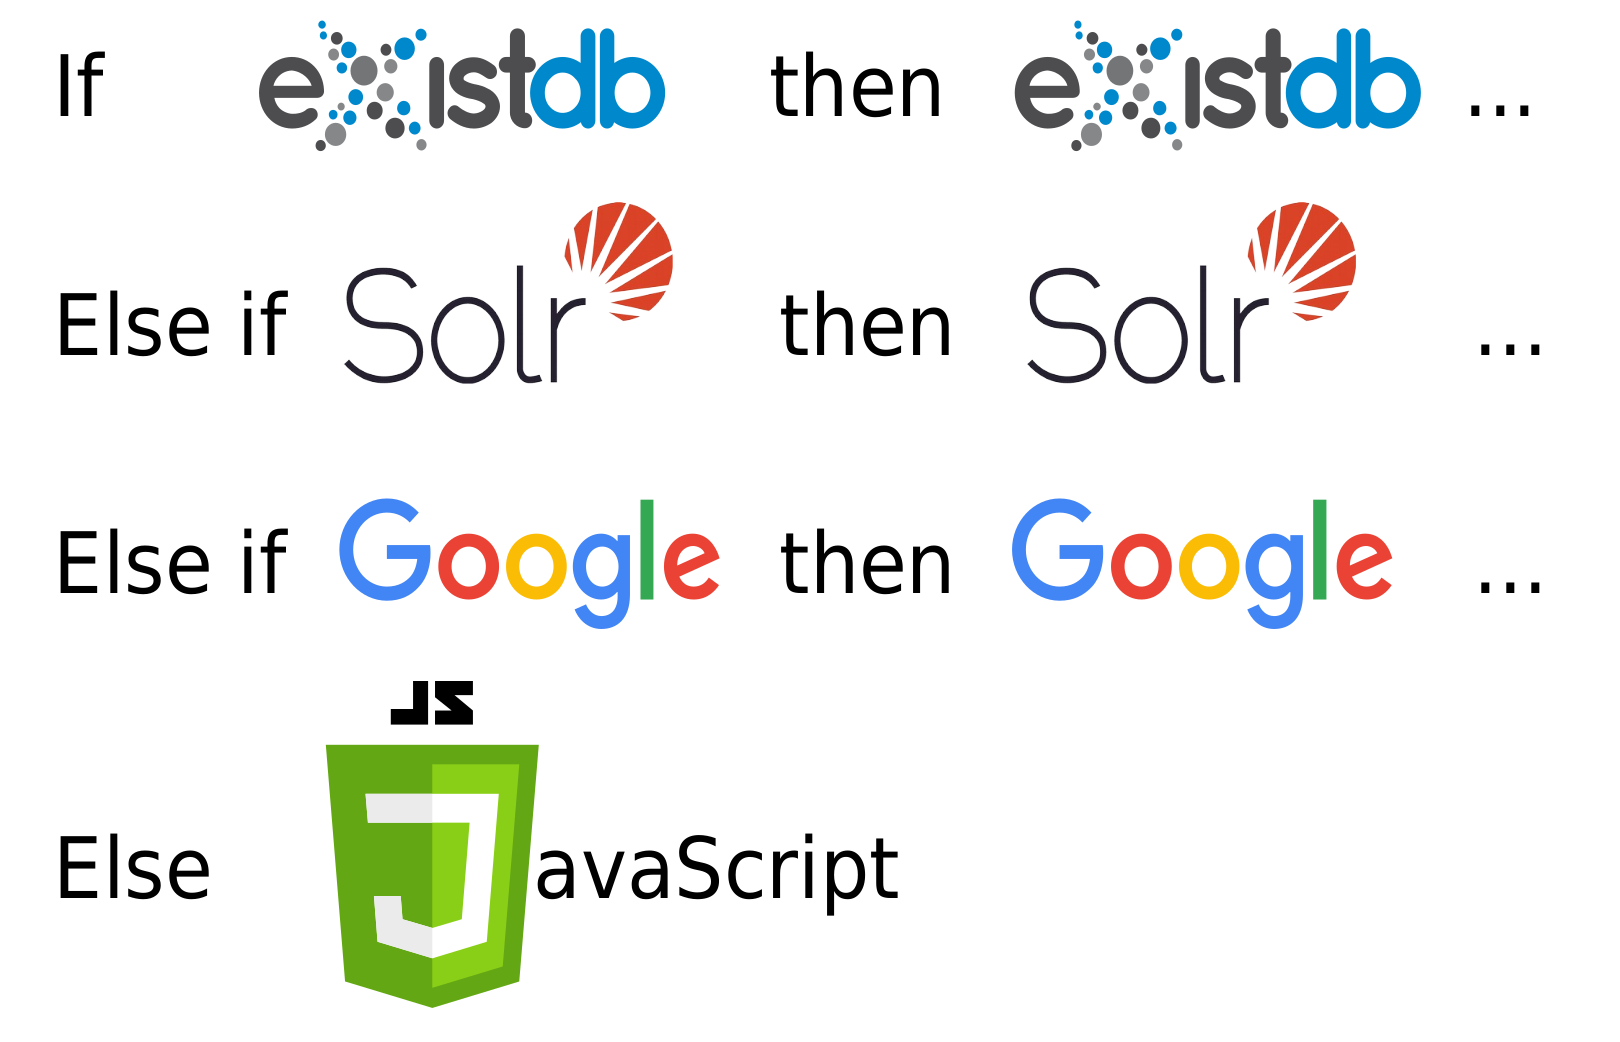 If eXistdb then eXistdb ...
Else if Solr then Solr ...
Else if Google then Google ...
JS
Else JavaScript